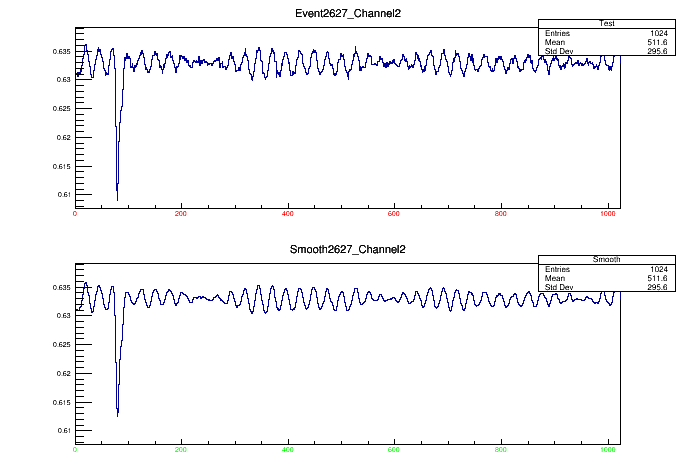 Event2627_Channel2
Test
Entries 1024
Mean 511.6
Std Dev 295.6
0.635
0.63
0.625
0.62
0.615
0.61
0 200 400 600 800 1000
Smooth2627_Channel2
Smooth
Entries 1024
Mean 511.6
Std Dev 295.6
0.635
0.63
0.625
0.62
0.615
0.61
0 200 400 600 800 1000